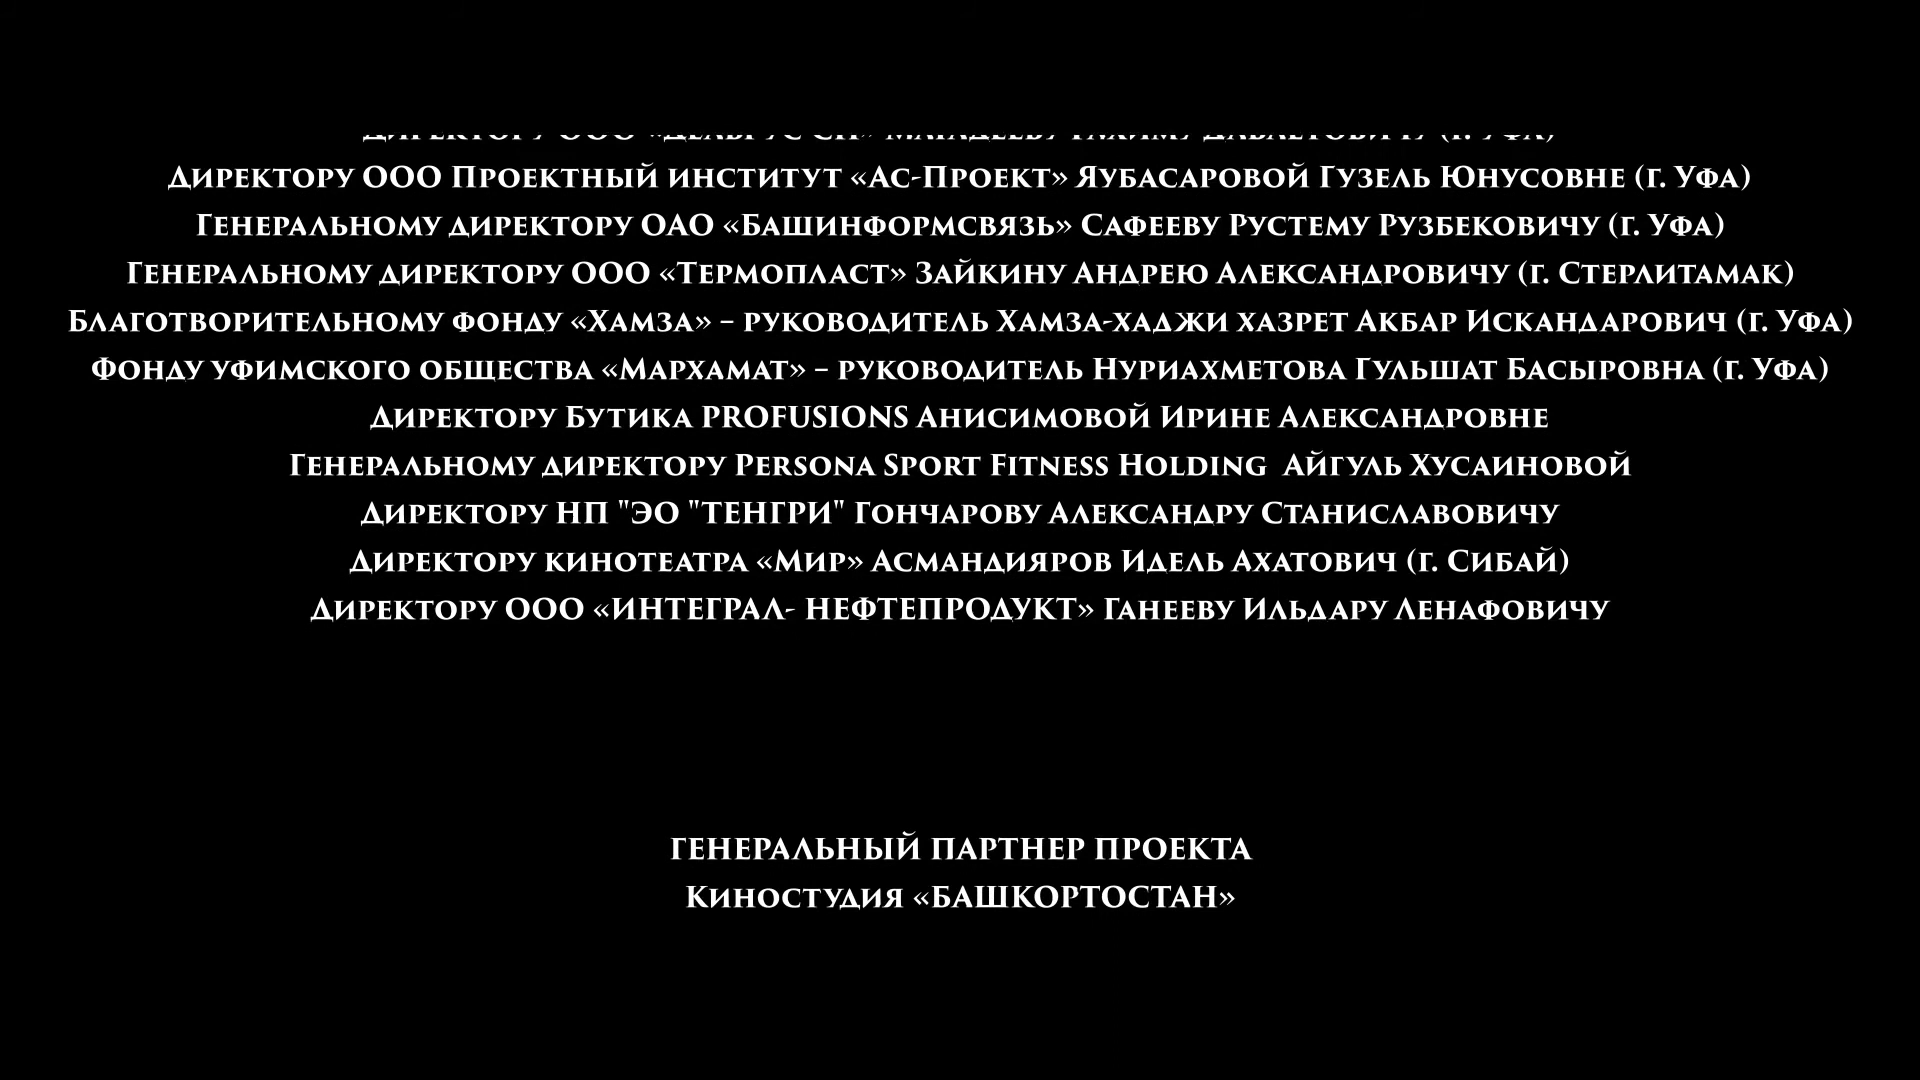 Директору ООО Проектный институт «Ас-Проект» Яубасаровой Гузель Юнусовне (г. Уфа)
Генеральному директору ОАО «Башинформсвязь» Сафееву Рустему Рузбековичу (г. Уфа)
Генеральному директору ООО «Термопласт» Зайкину Андрею Александровичу (г. Стерлитамак)
Благотворительному фонду «Хамза» – руководитель Хамза-хаджи хазрет Акбар Искандарович (г. Уфа)
Фонду уфимского общества «Мархамат» – руководитель Нуриахметова Гульшат Басыровна (г. Уфа)
Директору Бутика PROFUSIONS Анисимовой Ирине Александровне
Генеральному директору Persona Sport Fitness Holding Айгуль Хусаиновой
Директору НП "ЭО "ТЕНГРИ" Гончарову Александру Станиславовичу
Директору кинотеатра «Мир» Асмандияров Идель Ахатович (г. Сибай)
Директору ООО «ИНТЕГРАЛ- НЕФТЕПРОДУКТ» Ганееву Ильдару Ленафовичу
ГЕНЕРАЛЬНЫЙ ПАРТНЕР ПРОЕКТА
Киностудия «БАШКОРТОСТАН»